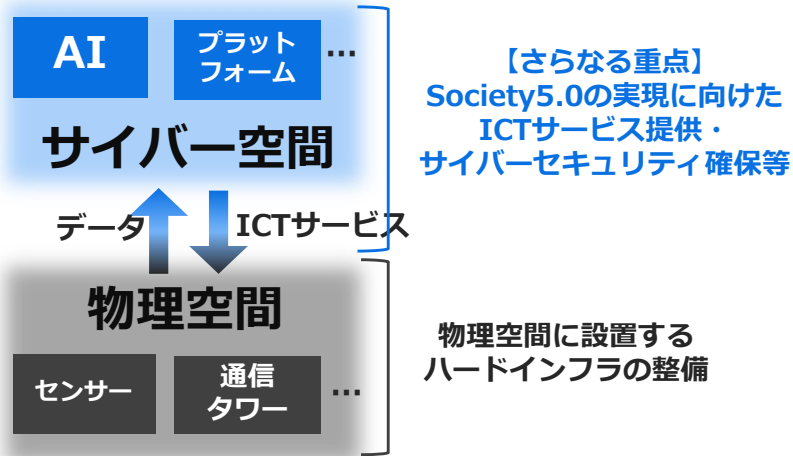 AI
プラット
フォーム
…
サイバー空間
データ
ICTサービス
【さらなる重点】
Society5.0の実現に向けた
ICTサービス提供・
サイバーセキュリティ確保等
物理空間
センサー
通信
タワー
…
物理空間に設置する
ハードインフラの整備